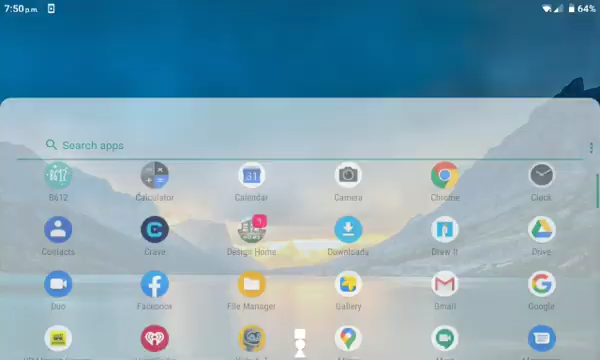 7:50 p.m. 64%
Search apps
B612 Calculator 31 Calendar Camera Chrome Clock
Contacts Crave Design Home Downloads Draw It Drive
Duo Facebook File Manager Gallery Gmail Google